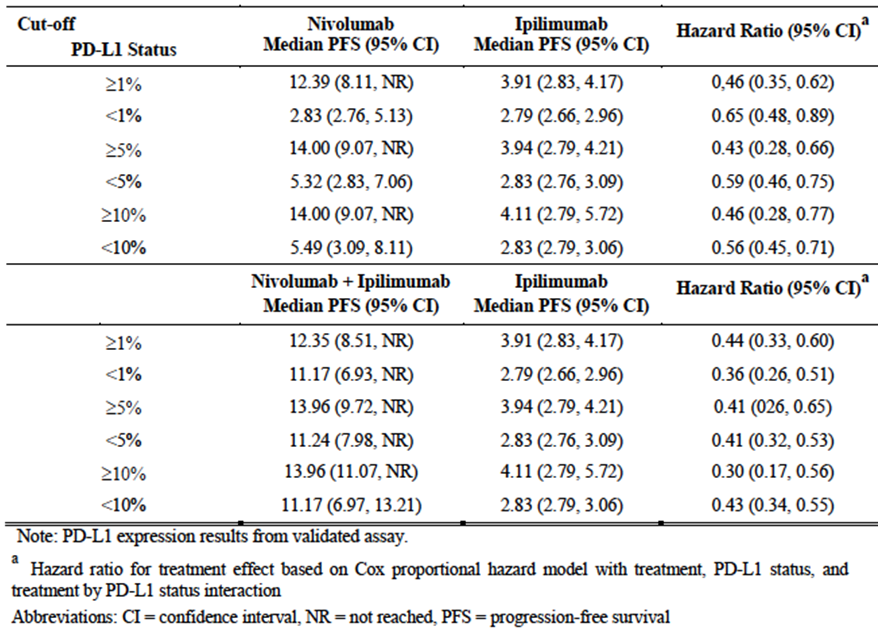 Cut-off Nivolumab Ipilimumab Hazard Ratio (95% CI)a
PD-L1 Status Median PFS (95% CI) Median PFS (95% CI)
≥1% 12.39 (8.11, NR) 3.91 (2.83, 4.17) 0,46 (0.35, 0.62)
<1% 2.83 (2.76, 5.13) 2.79 (2.66, 2.96) 0.65 (0.48, 0.89)
≥5% 14.00 (9.07, NR) 3.94 (2.79, 4.21) 0.43 (0.28, 0.66)
<5% 5.32 (2.83, 7.06) 2.83 (2.76, 3.09) 0.59 (0.46, 0.75)
≥10% 14.00 (9.07, NR) 4.11 (2.79, 5.72) 0.46 (0.28, 0.77)
<10% 5.49 (3.09, 8.11) 2.83 (2.79, 3.06) 0.56 (0.45, 0.71)
Nivolumab + Ipilimumab Ipilimumab Hazard Ratio (95% CI)a
Median PFS (95% CI) Median PFS (95% CI)
≥1% 12.35 (8.51, NR) 3.91 (2.83, 4.17) 0.44 (0.33, 0.60)
<1% 11.17 (6.93, NR) 2.79 (2.66, 2.96) 0.36 (0.26, 0.51)
≥5% 13.96 (9.72, NR) 3.94 (2.79, 4.21) 0.41 (026, 0.65)
<5% 11.24 (7.98, NR) 2.83 (2.76, 3.09) 0.41 (0.32, 0.53)
≥10% 13.96 (11.07, NR) 4.11 (2.79, 5.72) 0.30 (0.17, 0.56)
<10% 11.17 (6.97, 13.21) 2.83 (2.79, 3.06) 0.43 (0.34, 0.55)
Note: PD-L1 expression results from validated assay.
a Hazard ratio for treatment effect based on Cox proportional hazard model with treatment, PD-L1 status, and
treatment by PD-L1 status interaction
Abbreviations: CI = confidence interval, NR = not reached, PFS = progression-free survival